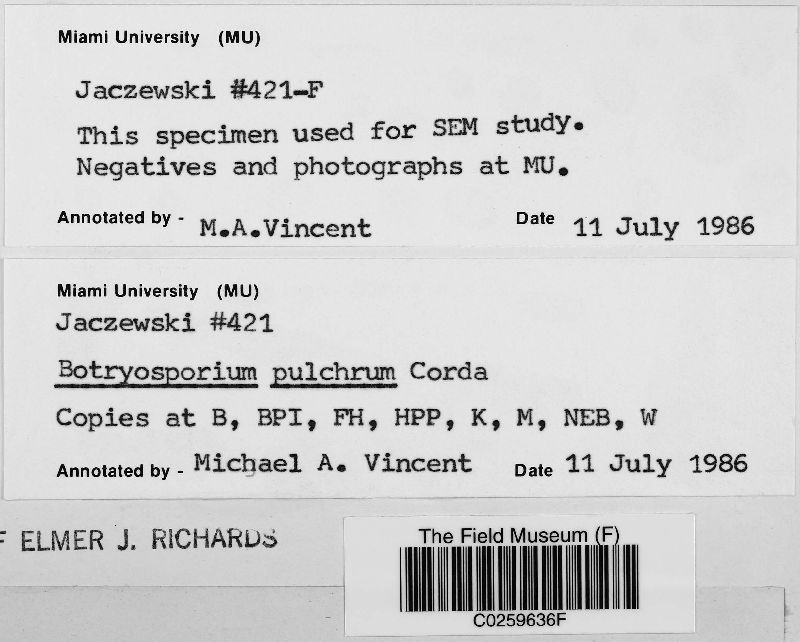 Miami University (MU)
Jaczewski #421-F
This specimen used for SEM study.
Negatives and photographs at MU.
Annotated by - M.A.Vincent Date 11 July 1986
Miami University (MU)
Jaczewski #421
Botryosporium pulchrum Corda
Copies at B, BPI, FH, HPP, K, M, NEB, W
Annotated by - Michael A. Vincent Date 11 July 1986
F ELMER J. RICHARDS
The Field Museum (F)
C0259636F